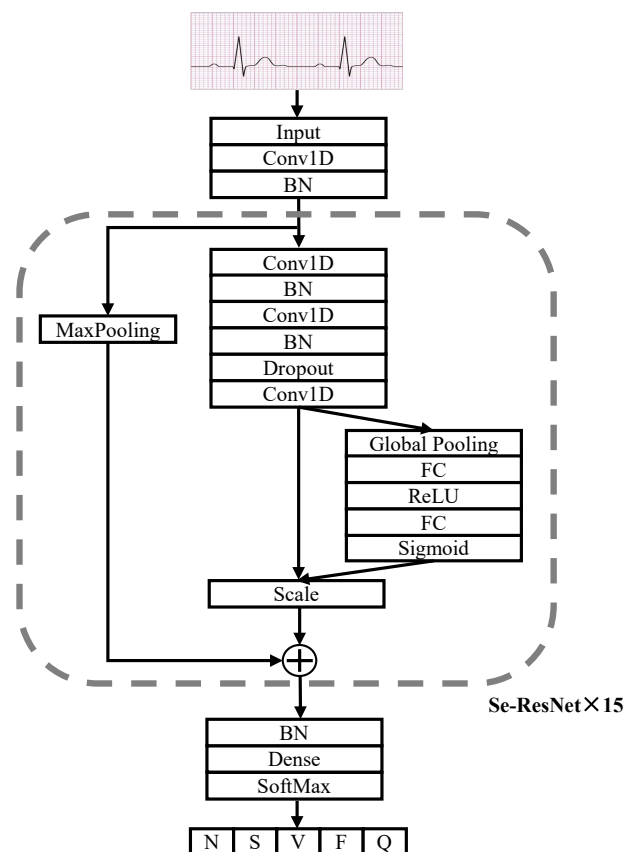 Input
Conv1D
BN
Conv1D
BN
Conv1D
BN
Dropout
Conv1D
MaxPooling
Global Pooling
FC
ReLU
FC
Sigmoid
Scale
Se-ResNet×15
BN
Dense
SoftMax
N S V F Q